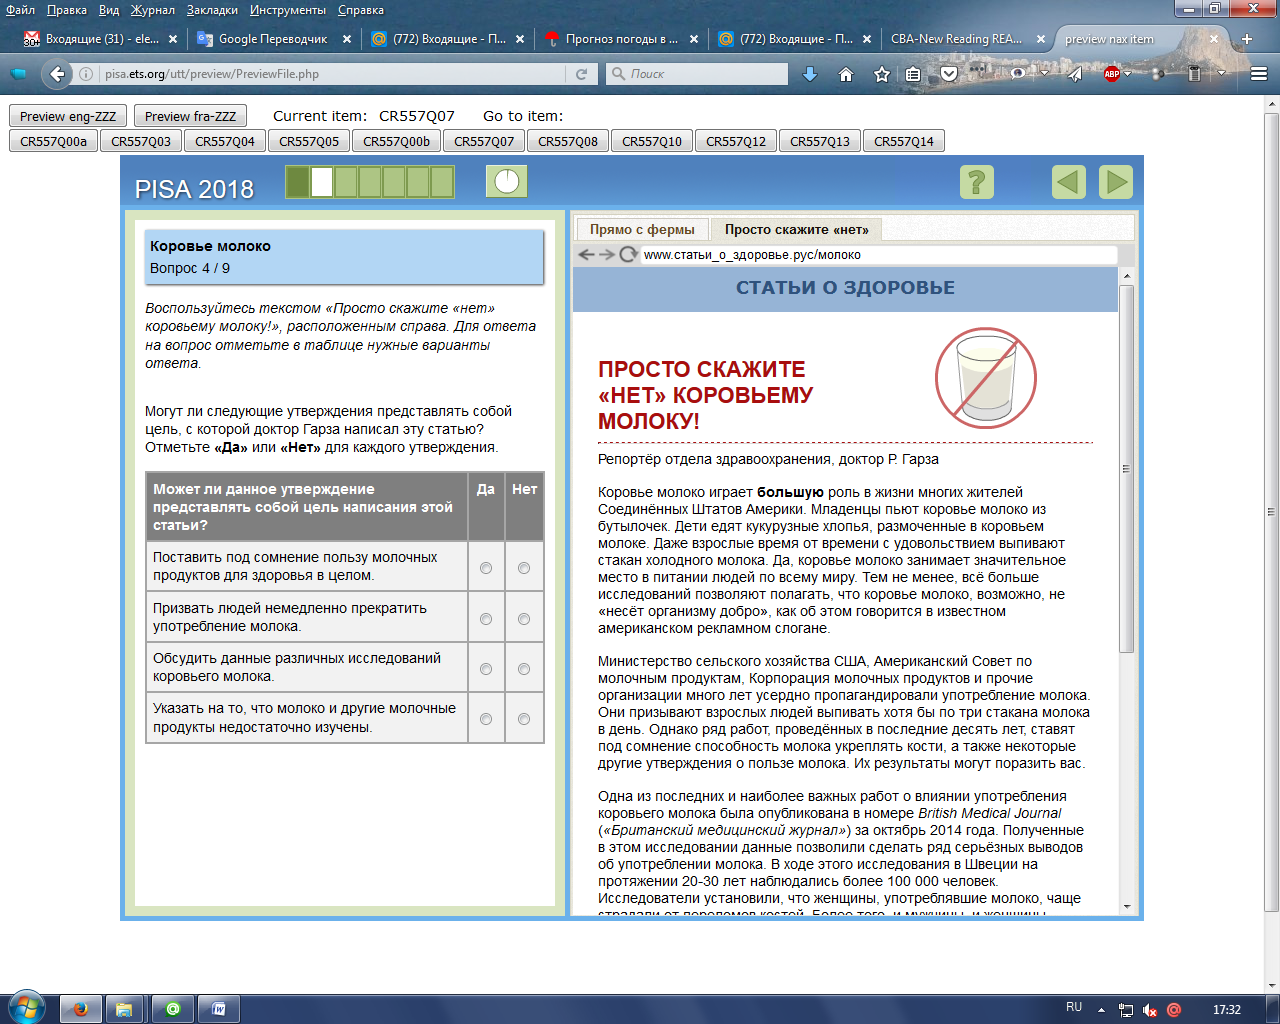 Файл Правка Вид Журнал Закладки Инструменты Справка
30+ Входящие (31) - ele... Google Переводчик (772) Входящие - П... Прогноз погоды в ... (772) Входящие - П... CBA-New Reading REA... preview nax item
pisa.ets.org/utt/preview/PreviewFile.php Поиск ABP
Preview eng-ZZZ Preview fra-ZZZ Current item: CR557Q07 Go to item:
CR557Q00a CR557Q03 CR557Q04 CR557Q05 CR557Q00b CR557Q07 CR557Q08 CR557Q10 CR557Q12 CR557Q13 CR557Q14
PISA 2018 ?
Коровье молоко
Вопрос 4 / 9
Воспользуйтесь текстом «Просто скажите «нет»
коровьему молоку!», расположенным справа. Для ответа
на вопрос отметьте в таблице нужные варианты
ответа.
Могут ли следующие утверждения представлять собой
цель, с которой доктор Гарза написал эту статью?
Отметьте «Да» или «Нет» для каждого утверждения.
Может ли данное утверждение
представлять собой цель написания этой
статьи?
Да Нет
Поставить под сомнение пользу молочных
продуктов для здоровья в целом.
Призвать людей немедленно прекратить
употребление молока.
Обсудить данные различных исследований
коровьего молока.
Указать на то, что молоко и другие молочные
продукты недостаточно изучены.
Прямо с фермы Просто скажите «нет»
www.статьи_о_здоровье.рус/молоко
СТАТЬИ О ЗДОРОВЬЕ
ПРОСТО СКАЖИТЕ
«НЕТ» КОРОВЬЕМУ
МОЛОКУ!
Репортёр отдела здравоохранения, доктор Р. Гарза
Коровье молоко играет большую роль в жизни многих жителей
Соединённых Штатов Америки. Младенцы пьют коровье молоко из
бутылочек. Дети едят кукурузные хлопья, размоченные в коровьем
молоке. Даже взрослые время от времени с удовольствием выпивают
стакан холодного молока. Да, коровье молоко занимает значительное
место в питании людей по всему миру. Тем не менее, всё больше
исследований позволяют полагать, что коровье молоко, возможно, не
«несёт организму добро», как об этом говорится в известном
американском рекламном слогане.
Министерство сельского хозяйства США, Американский Совет по
молочным продуктам, Корпорация молочных продуктов и прочие
организации много лет усердно пропагандировали употребление молока.
Они призывают взрослых людей выпивать хотя бы по три стакана молока
в день. Однако ряд работ, проведённых в последние десять лет, ставят
под сомнение способность молока укреплять кости, а также некоторые
другие утверждения о пользе молока. Их результаты могут поразить вас.
Одна из последних и наиболее важных работ о влиянии употребления
коровьего молока была опубликована в номере British Medical Journal
(«Британский медицинский журнал») за октябрь 2014 года. Полученные
в этом исследовании данные позволили сделать ряд серьёзных выводов
об употреблении молока. В ходе этого исследования в Швеции на
протяжении 20-30 лет наблюдались более 100 000 человек.
Исследователи установили, что женщины, употреблявшие молоко, чаще
страдали от переломов костей. Более того, и мужчины, и женщины,
RU 17:32